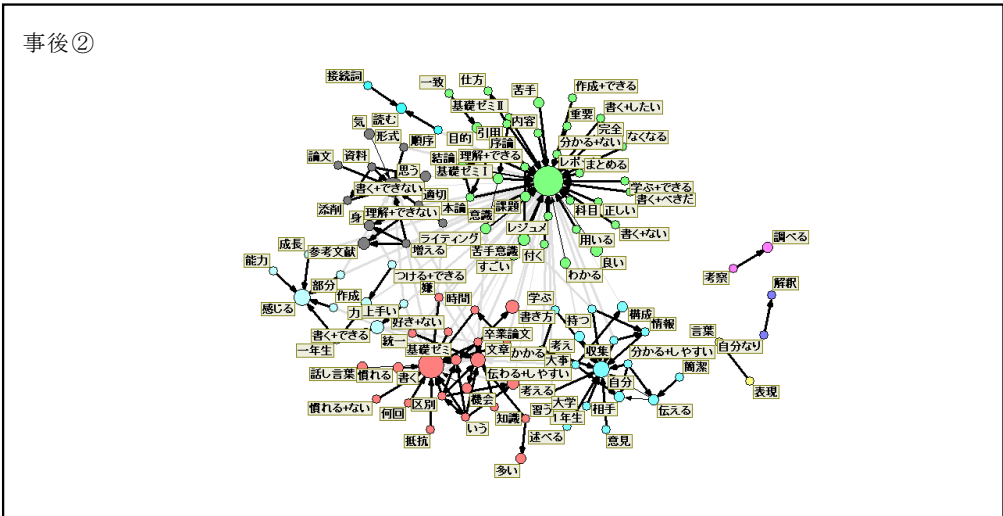 事後②
接続詞
一致
仕方
苦手
作成+できる
書く+したい
気
読む
形式
順序
基礎ゼミⅡ
目的
引用
内容
序論
重要
完全
分かる+ない
なくなる
論文
資料
思う
結論
理解+できる
基礎ゼミⅠ
レポ
まとめる
書く+できない
適切
学ぶ+できる
書く+べきだ
添削
身
理解+できない
本論
意識
課題
科目
正しい
レジュメ
用いる
書く+ない
ライティング
増える
苦手意識
付く
すごい
わかる
良い
調べる
考察
成長
参考文献
能力
部分
つける+できる
解釈
感じる
作成
力
上手い
嫌
時間
学ぶ
構成
書く+できる
一年生
統一
好き+ない
書き方
持つ
情報
言葉
自分なり
卒業論文
基礎ゼミ
文章
かかる
考え
大事
収集
分かる+しやすい
簡潔
表現
話し言葉
慣れる
書く
伝わる+しやすい
考える
自分
慣れる+ない
区別
機会
大学
1年生
相手
伝える
何回
知識
習う
抵抗
いう
述べる
意見
多い